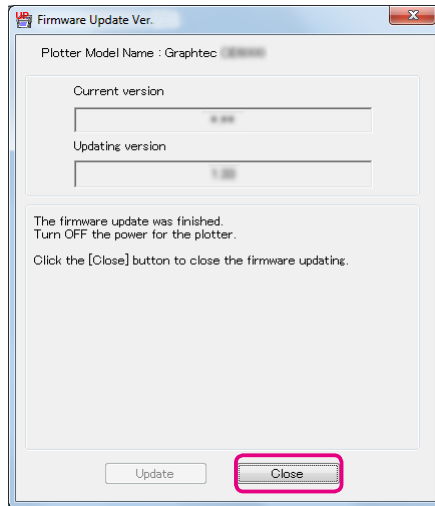 Firmware Update Ver.
Plotter Model Name : Graphtec
Current version
Updating version
The firmware update was finished.
Turn OFF the power for the plotter.
Click the [Close] button to close the firmware updating.
Update
Close